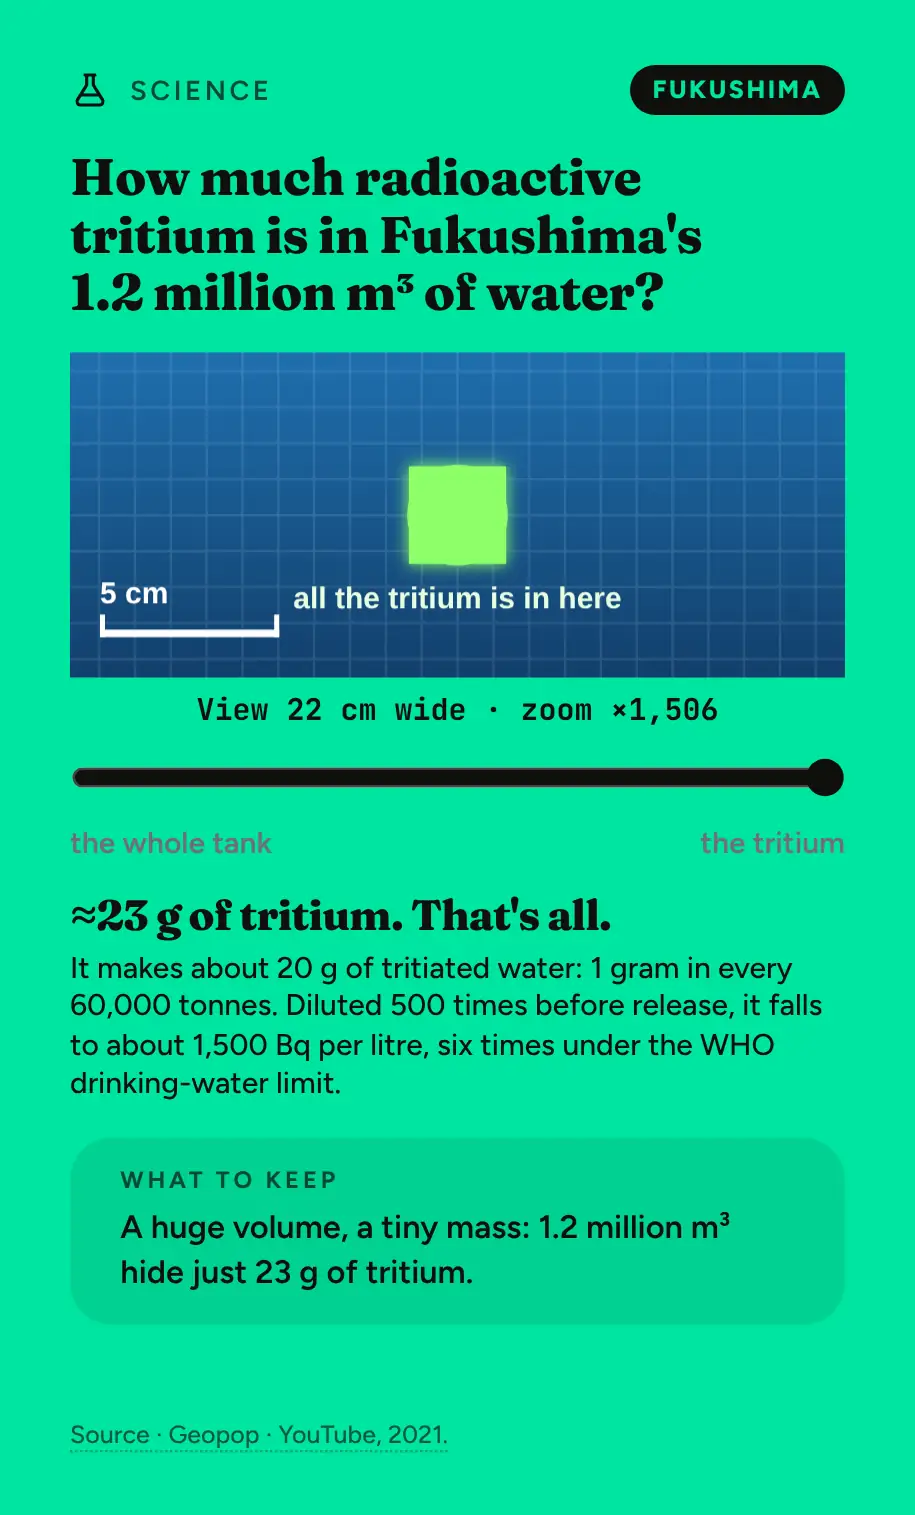 SCIENCE
FUKUSHIMA
How much radioactive
tritium is in Fukushima's
1.2 million m³ of water?
5 cm
all the tritium is in here
View 22 cm wide · zoom ×1,506
the whole tank
the tritium
≈23 g of tritium. That's all.
It makes about 20 g of tritiated water: 1 gram in every
60,000 tonnes. Diluted 500 times before release, it falls
to about 1,500 Bq per litre, six times under the WHO
drinking-water limit.
WHAT TO KEEP
A huge volume, a tiny mass: 1.2 million m³
hide just 23 g of tritium.
Source · Geopop · YouTube, 2021.